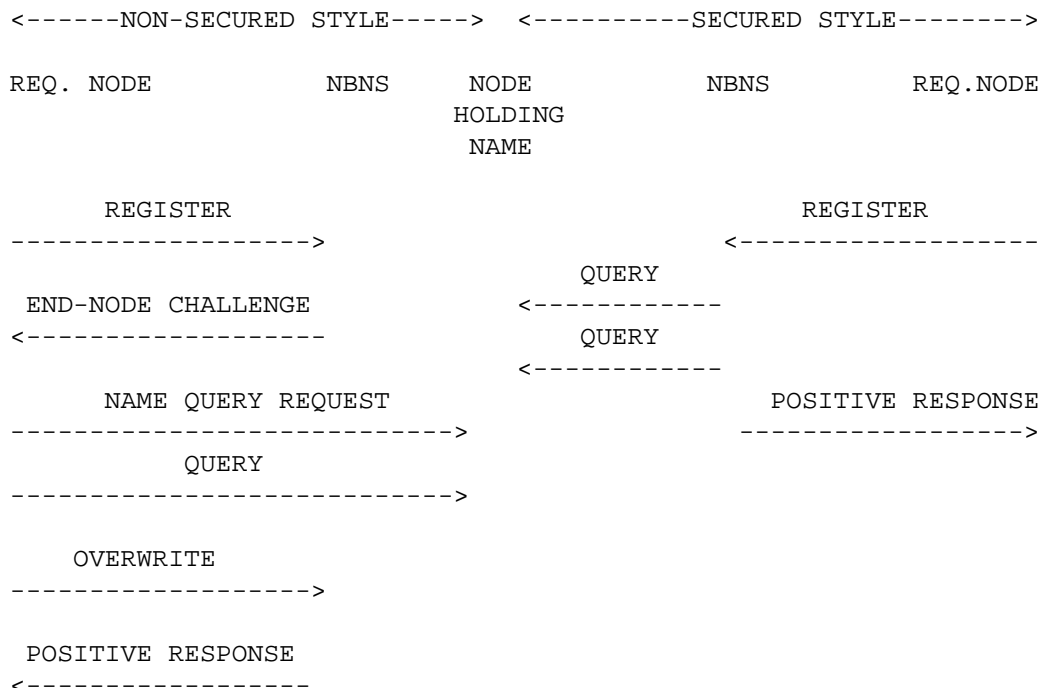 <------NON-SECURED STYLE-----> <----------SECURED STYLE-------->
REQ. NODE NBNS NODE NBNS REQ.NODE
HOLDING
NAME
REGISTER REGISTER
-------------------> <-------------------
QUERY
END-NODE CHALLENGE <------------
<------------------- QUERY
<------------
NAME QUERY REQUEST POSITIVE RESPONSE
----------------------------> ------------------>
QUERY
---------------------------->
OVERWRITE
------------------->
POSITIVE RESPONSE
<------------------